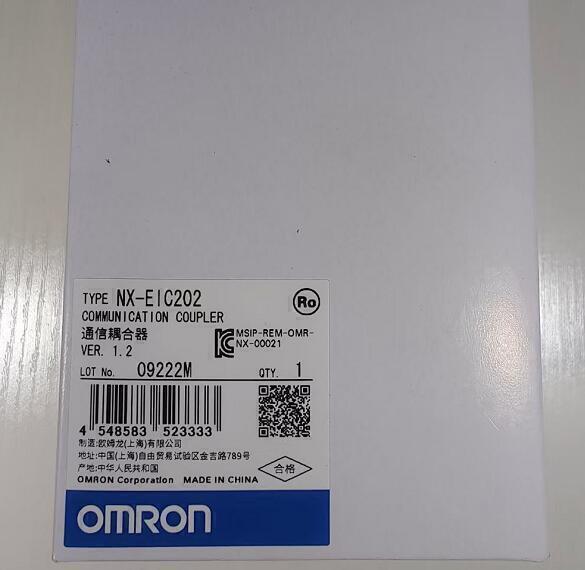 TYPE NX-EIC202
Ro
COMMUNICATION COUPLER
通信耦合器
MSIP-REM-OMR-
NX-00021
VER. 1.2
LOT No. 09222M QTY. 1
4 548583 523333
制造:欧姆龙(上海)有限公司
地址:中国(上海)自由贸易试验区金吉路789号
产地:中华人民共和国
合格
OMRON Corporation MADE IN CHINA
OMRON